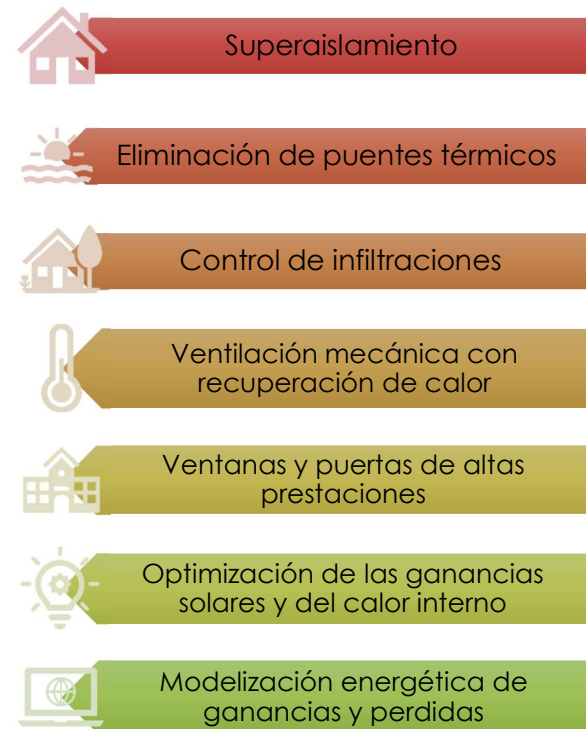 Superaislamiento
Eliminación de puentes térmicos
Control de infiltraciones
Ventilación mecánica con
recuperación de calor
Ventanas y puertas de altas
prestaciones
Optimización de las ganancias
solares y del calor interno
Modelización energética de
ganancias y perdidas